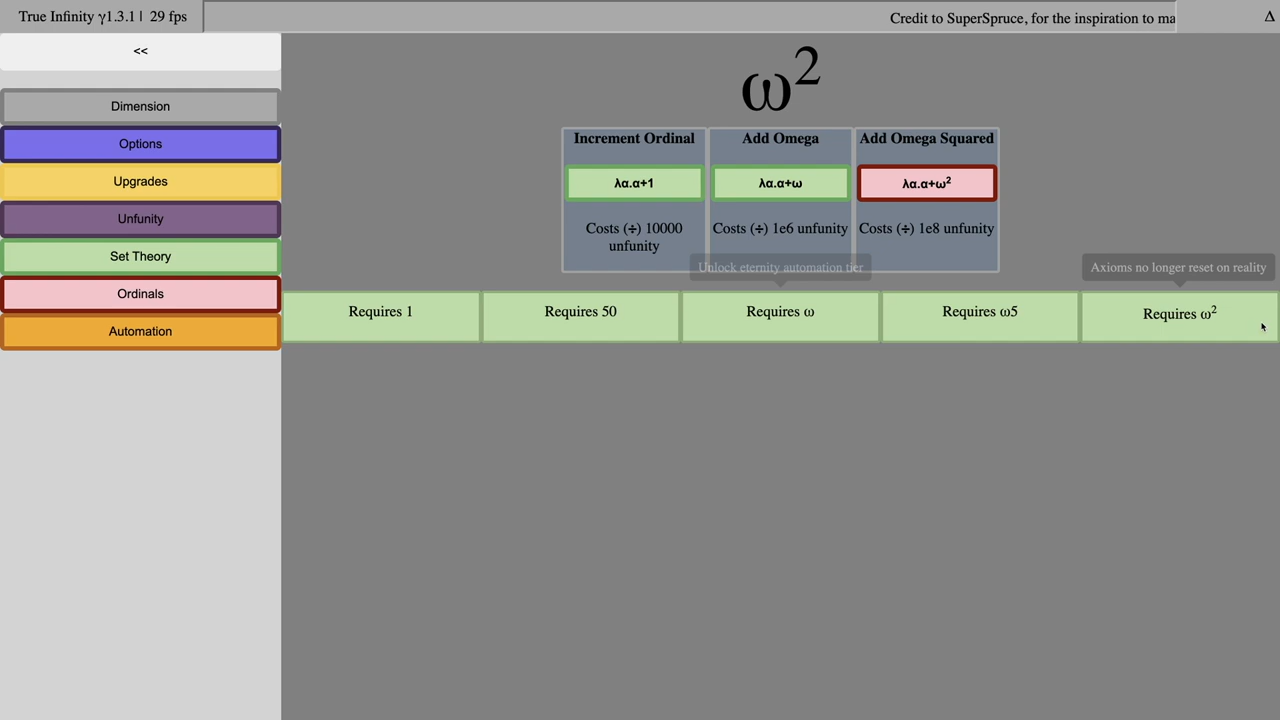 True Infinity γ1.3.1 | 29 fps
Credit to SuperSpruce, for the inspiration to ma
Δ
<<
Dimension
Options
Upgrades
Unfunity
Set Theory
Ordinals
Automation
ω²
Increment Ordinal
λα.α+1
Costs (÷) 10000
unfunity
Add Omega
λα.α+ω
Costs (÷) 1e6 unfunity
Add Omega Squared
λα.α+ω²
Costs (÷) 1e8 unfunity
Unlock eternity automation tier
Axioms no longer reset on reality
Requires 1
Requires 50
Requires ω
Requires ω5
Requires ω²